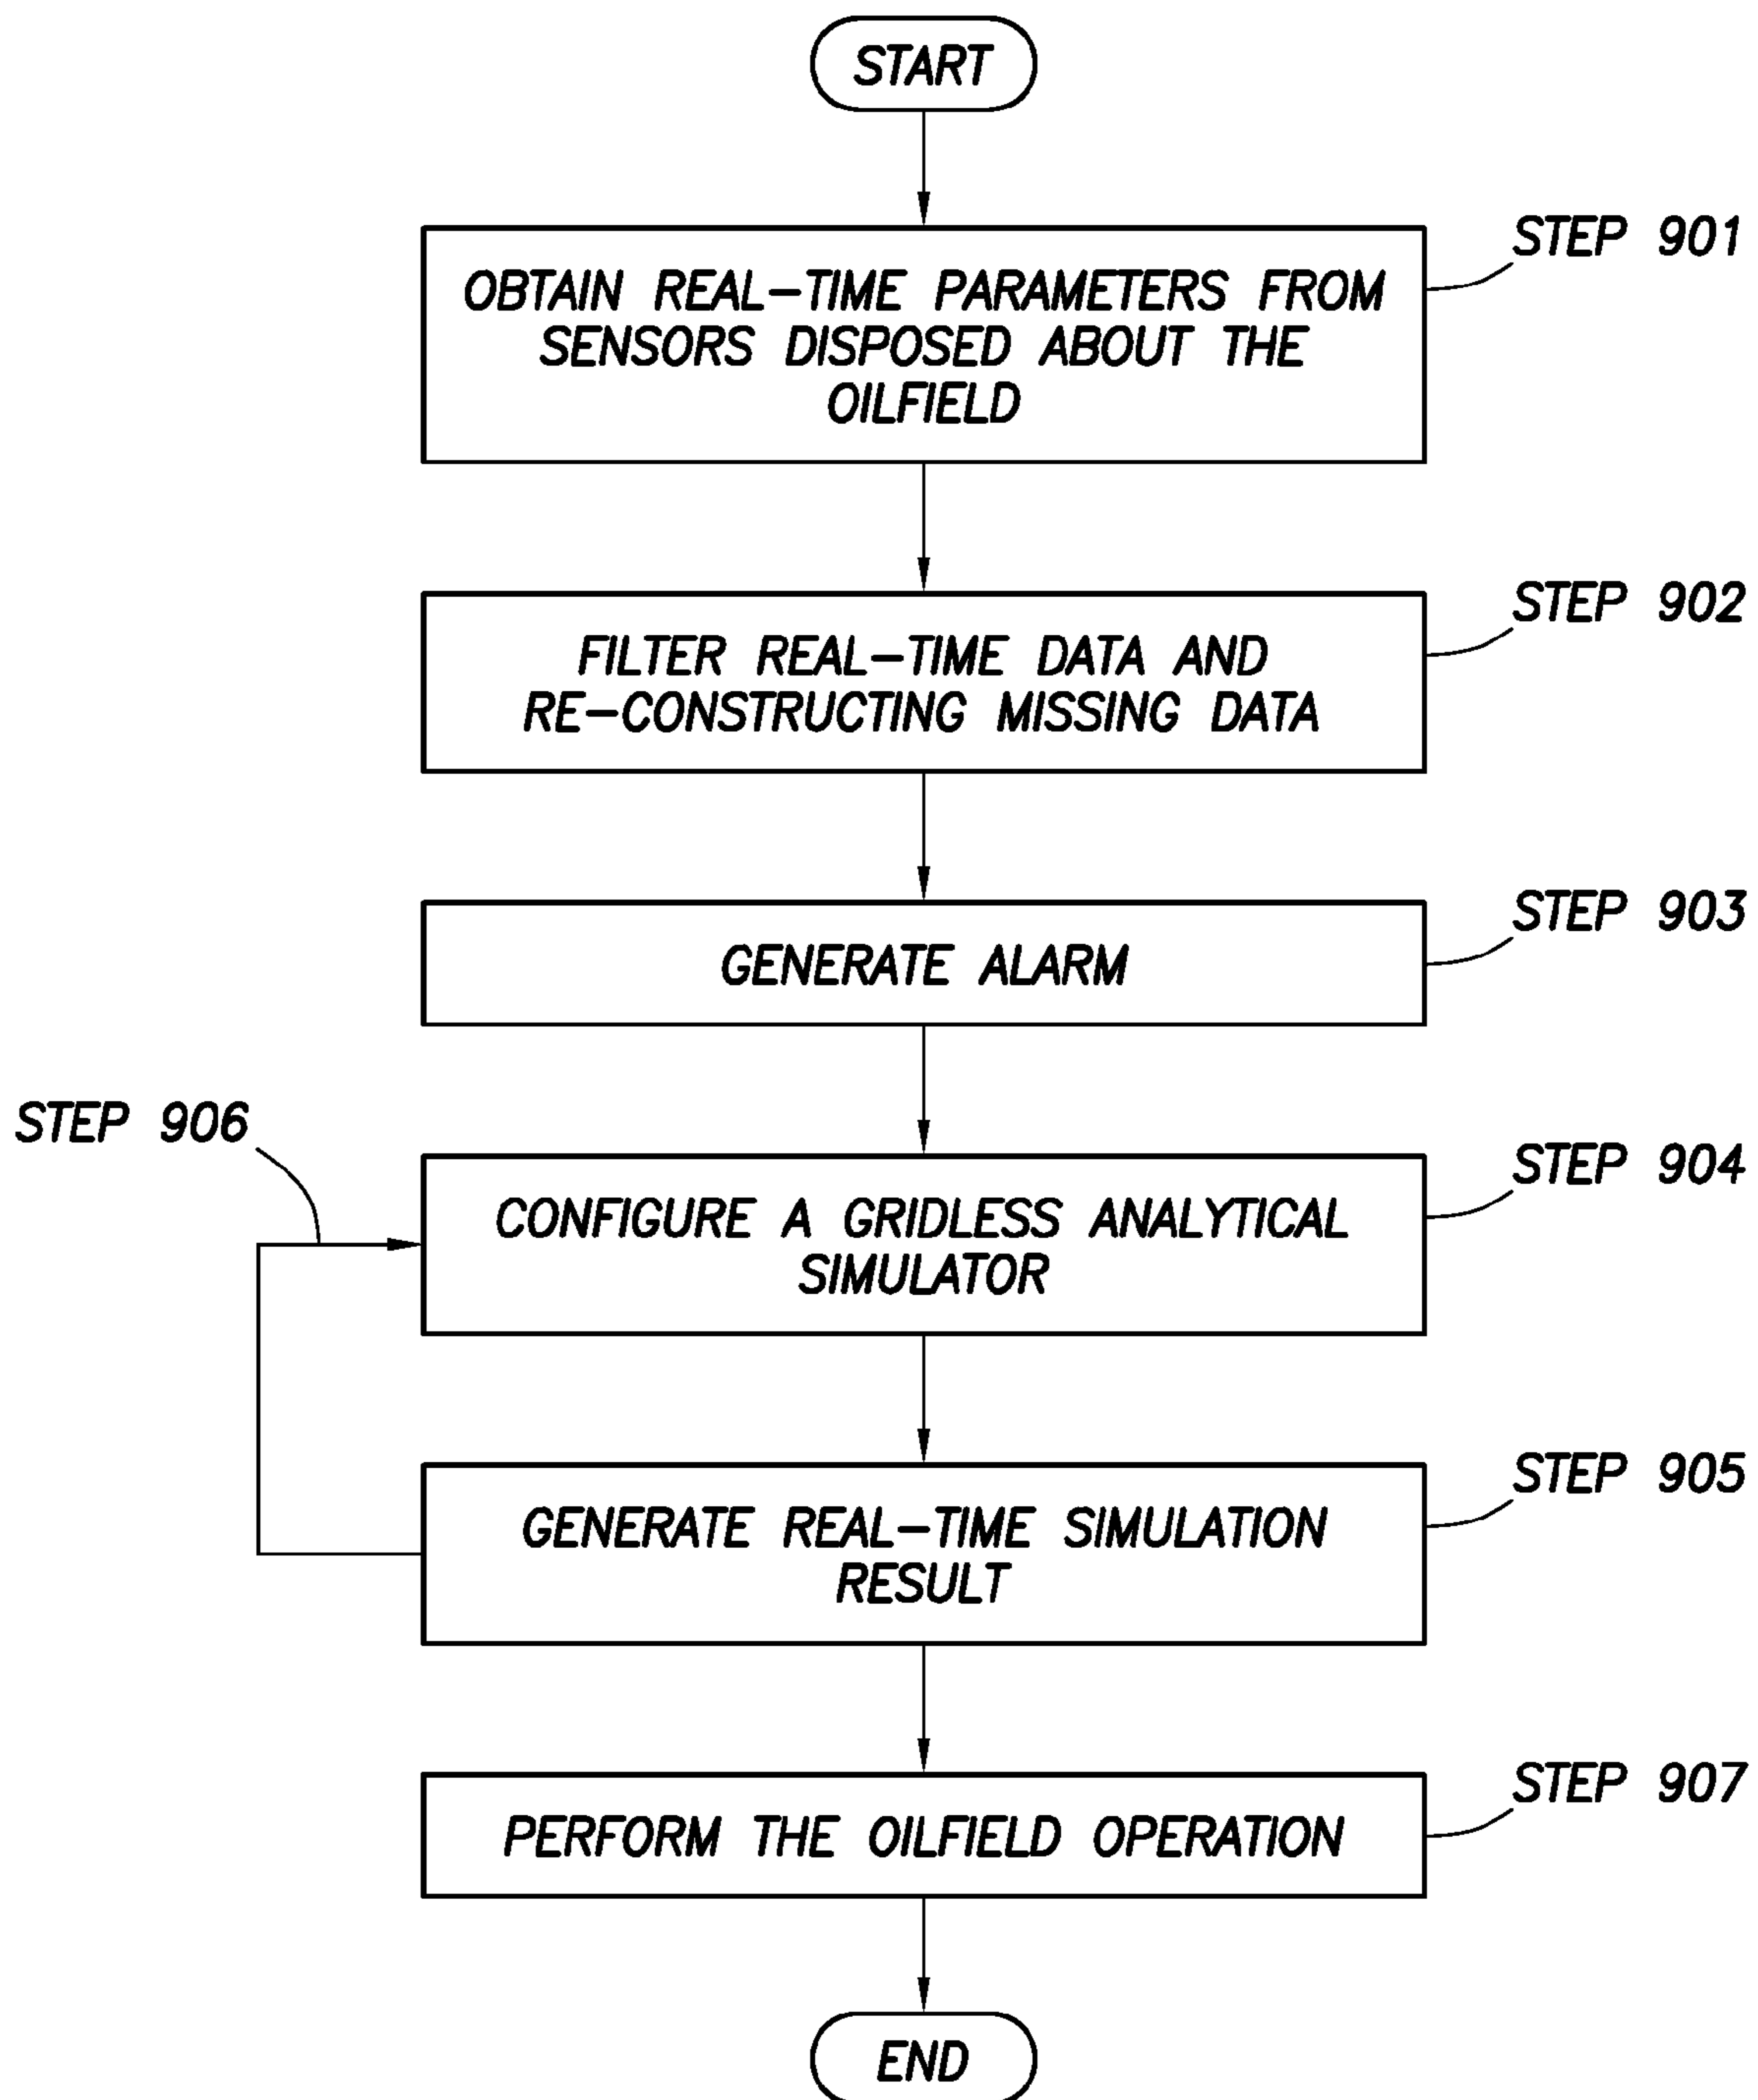 START
STEP 901
OBTAIN REAL-TIME PARAMETERS FROM
SENSORS DISPOSED ABOUT THE
OILFIELD
STEP 902
FILTER REAL-TIME DATA AND
RE-CONSTRUCTING MISSING DATA
STEP 903
GENERATE ALARM
STEP 906
STEP 904
CONFIGURE A GRIDLESS ANALYTICAL
SIMULATOR
STEP 905
GENERATE REAL-TIME SIMULATION
RESULT
STEP 907
PERFORM THE OILFIELD OPERATION
END